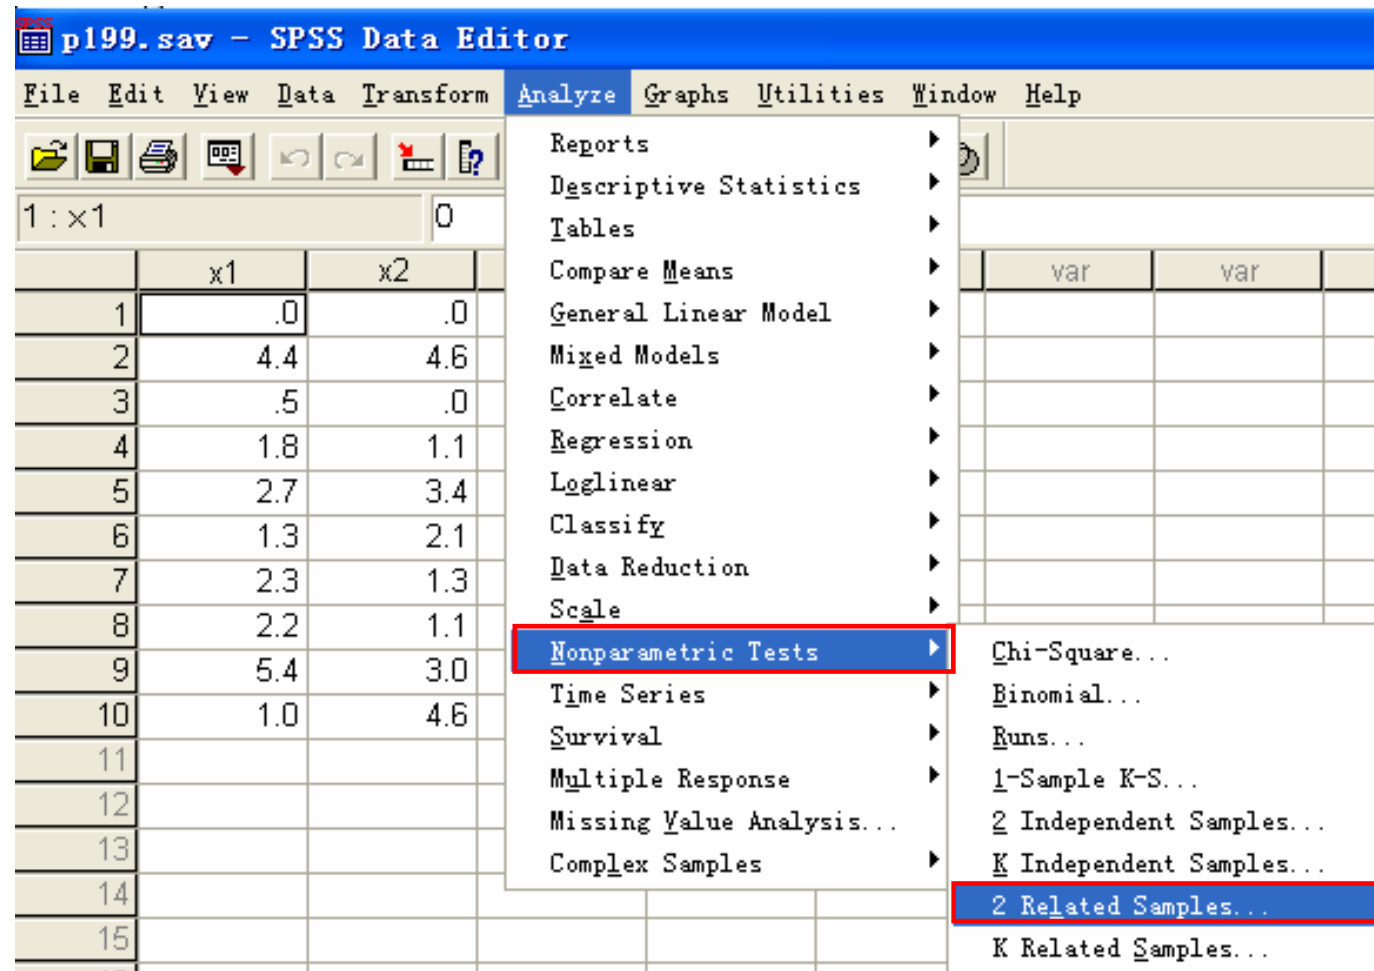 SPSS
p199.sav - SPSS Data Editor
File Edit View Data Transform Analyze Graphs Utilities Window Help
1 : x1 0
x1 x2 var var
1 .0 .0
2 4.4 4.6
3 .5 .0
4 1.8 1.1
5 2.7 3.4
6 1.3 2.1
7 2.3 1.3
8 2.2 1.1
9 5.4 3.0
10 1.0 4.6
11
12
13
14
15
Reports
Descriptive Statistics
Tables
Compare Means
General Linear Model
Mixed Models
Correlate
Regression
Loglinear
Classify
Data Reduction
Scale
Nonparametric Tests
Time Series
Survival
Multiple Response
Missing Value Analysis...
Complex Samples
Chi-Square...
Binomial...
Runs...
1-Sample K-S...
2 Independent Samples...
K Independent Samples...
2 Related Samples...
K Related Samples...